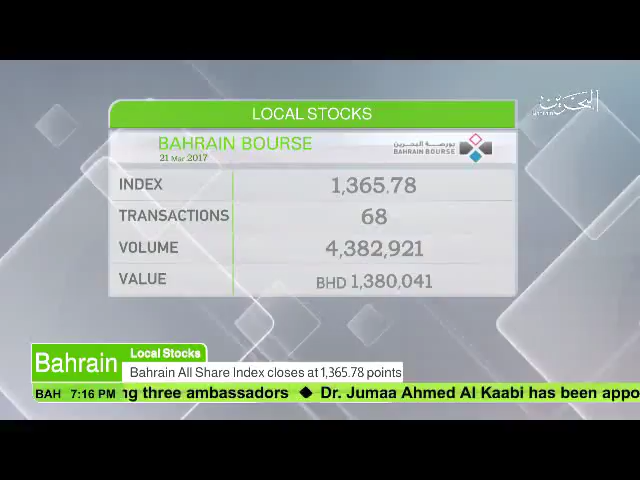 البحرين
LOCAL STOCKS
BAHRAIN BOURSE
21 Mar 2017
بورصة البحرين
BAHRAIN BOURSE
INDEX 1,365.78
TRANSACTIONS 68
VOLUME 4,382,921
VALUE BHD 1,380,041
Bahrain
Local Stocks
Bahrain All Share Index closes at 1,365.78 points
BAH 7:16 PM ng three ambassadors ◆ Dr. Jumaa Ahmed Al Kaabi has been appo